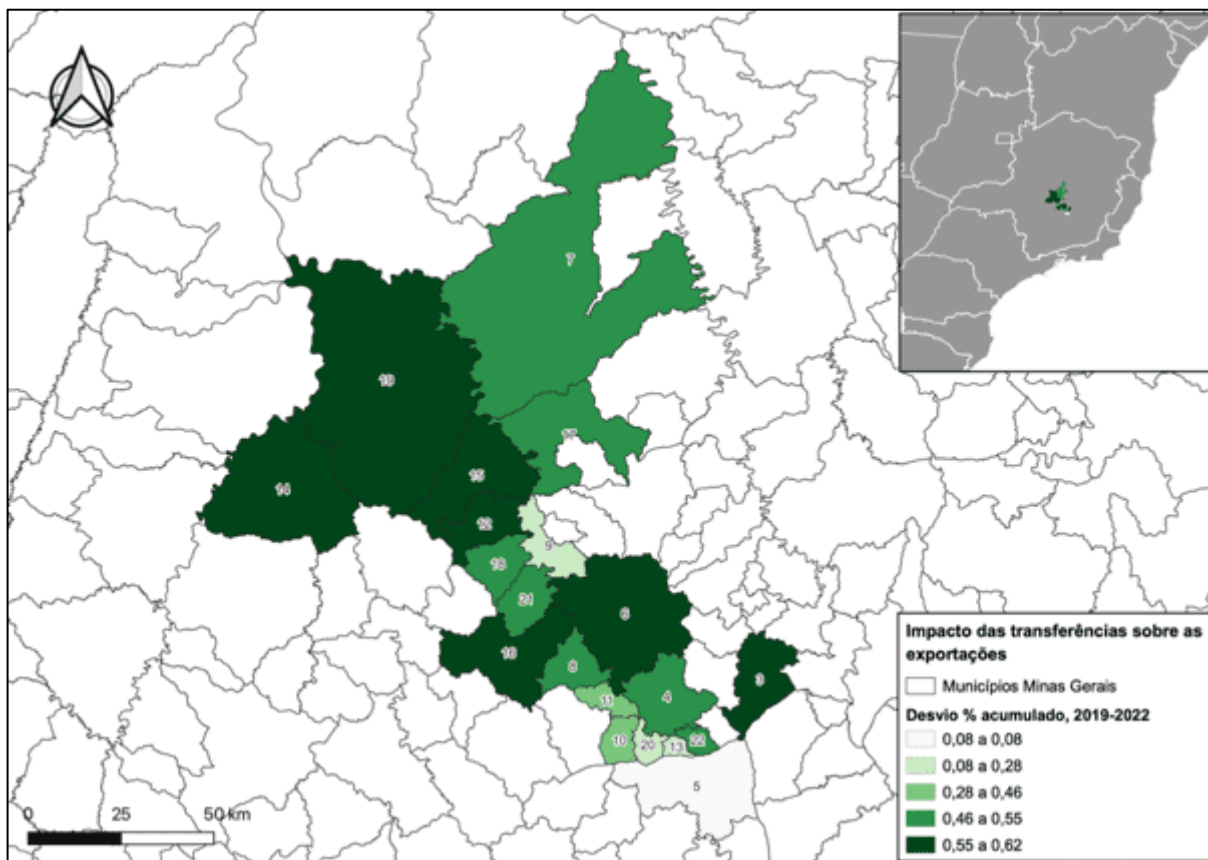 7
19
17
15
14
12
9
18
21
6
16
8
3
4
11
10
20
13
22
5
0
25
50 km
Impacto das transferências sobre as
exportações
Municípios Minas Gerais
Desvio % acumulado, 2019-2022
0,08 a 0,08
0,08 a 0,28
0,28 a 0,46
0,46 a 0,55
0,55 a 0,62